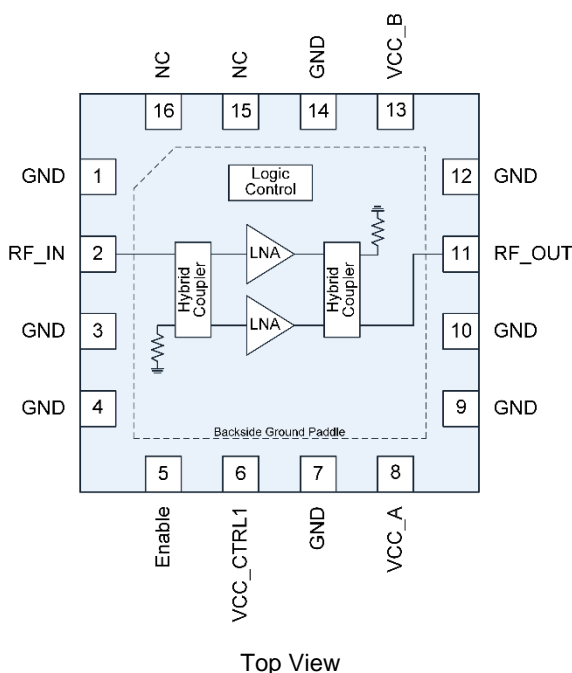 NC
NC
GND
VCC_B
16
15
14
13
GND
1
12
GND
Logic
Control
RF_IN
2
Hybrid
Coupler
LNA
Hybrid
Coupler
11
RF_OUT
GND
3
LNA
10
GND
GND
4
9
GND
Backside Ground Paddle
5
6
7
8
Enable
VCC_CTRL1
GND
VCC_A
Top View